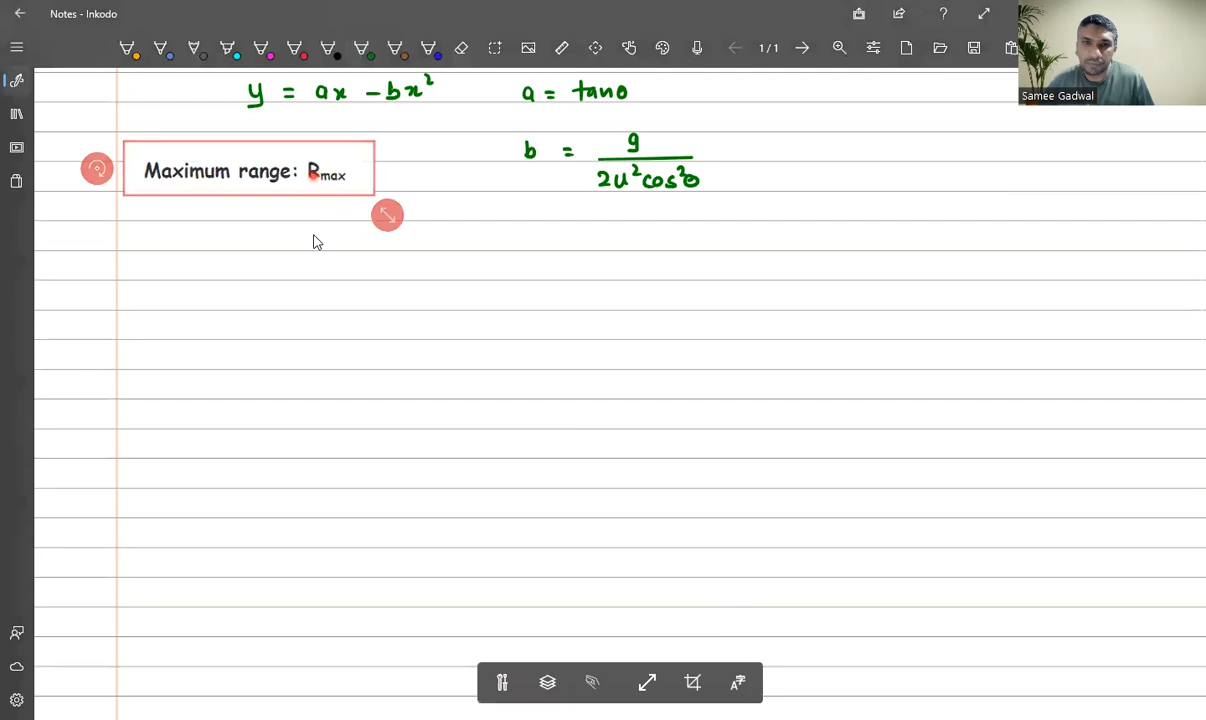 Notes - Inkodo
1 / 1
Samee Gadwal
y = ax - bx² a = tanθ
Maximum range: Rmax
b = g / 2u²cos²θ